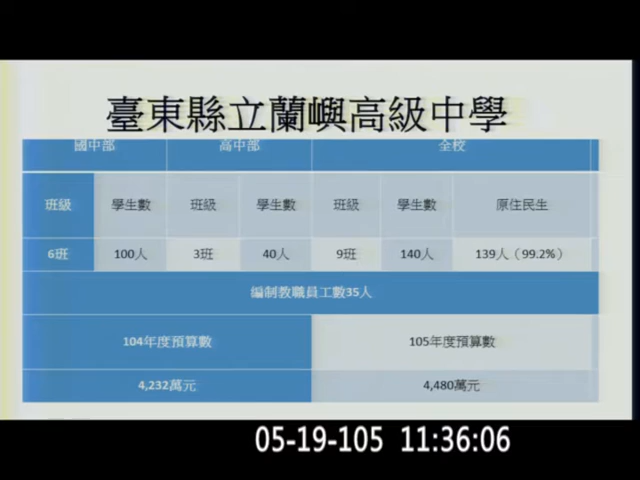 臺東縣立蘭嶼高級中學
國中部 高中部 全校
班級 學生數 班級 學生數 班級 學生數 原住民生
6班 100人 3班 40人 9班 140人 139人（99.2%）
編制教職員工數35人
104年度預算數 105年度預算數
4,232萬元 4,480萬元
05-19-105 11:36:06